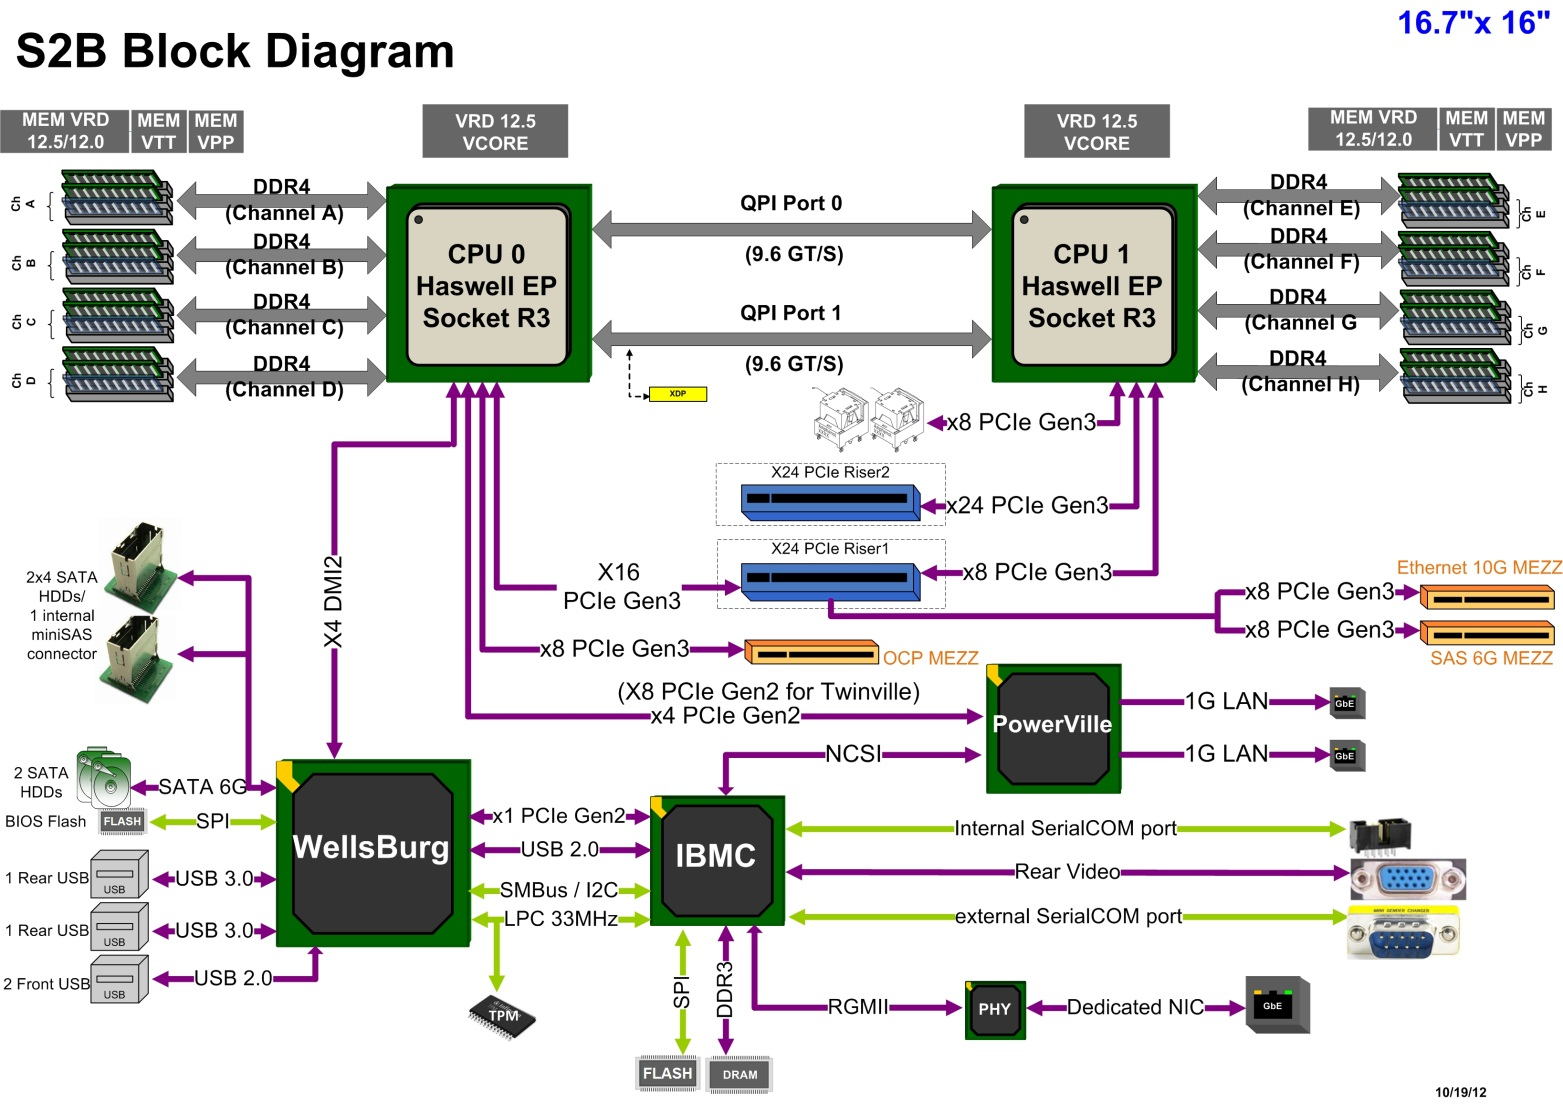 16.7"x 16"
S2B Block Diagram
MEM VRD
12.5/12.0
MEM
VTT
MEM
VPP
VRD 12.5
VCORE
VRD 12.5
VCORE
MEM VRD
12.5/12.0
MEM
VTT
MEM
VPP
Ch
A
DDR4
(Channel A)
Ch
B
DDR4
(Channel B)
Ch
C
DDR4
(Channel C)
Ch
D
DDR4
(Channel D)
CPU 0
Haswell EP
Socket R3
QPI Port 0
(9.6 GT/S)
QPI Port 1
(9.6 GT/S)
XDP
CPU 1
Haswell EP
Socket R3
DDR4
(Channel E)
Ch
E
DDR4
(Channel F)
Ch
F
DDR4
(Channel G
Ch
G
DDR4
(Channel H)
Ch
H
x8 PCIe Gen3
X24 PCIe Riser2
x24 PCIe Gen3
X24 PCIe Riser1
x8 PCIe Gen3
X16
PCIe Gen3
X4 DMI2
Ethernet 10G MEZZ
x8 PCIe Gen3
x8 PCIe Gen3
SAS 6G MEZZ
x8 PCIe Gen3
OCP MEZZ
(X8 PCIe Gen2 for Twinville)
x4 PCIe Gen2
2x4 SATA
HDDs/
1 internal
miniSAS
connector
PowerVille
1G LAN
GbE
1G LAN
GbE
NCSI
2 SATA
HDDs
SATA 6G
BIOS Flash
FLASH
SPI
1 Rear USB
USB
USB 3.0
1 Rear USB
USB
USB 3.0
2 Front USB
USB
USB 2.0
WellsBurg
x1 PCIe Gen2
USB 2.0
SMBus / I2C
LPC 33MHz
TPM
IBMC
Internal SerialCOM port
Rear Video
external SerialCOM port
MINI GENDER CHANGER
SPI
DDR3
RGMII
PHY
Dedicated NIC
GbE
FLASH
DRAM
10/19/12